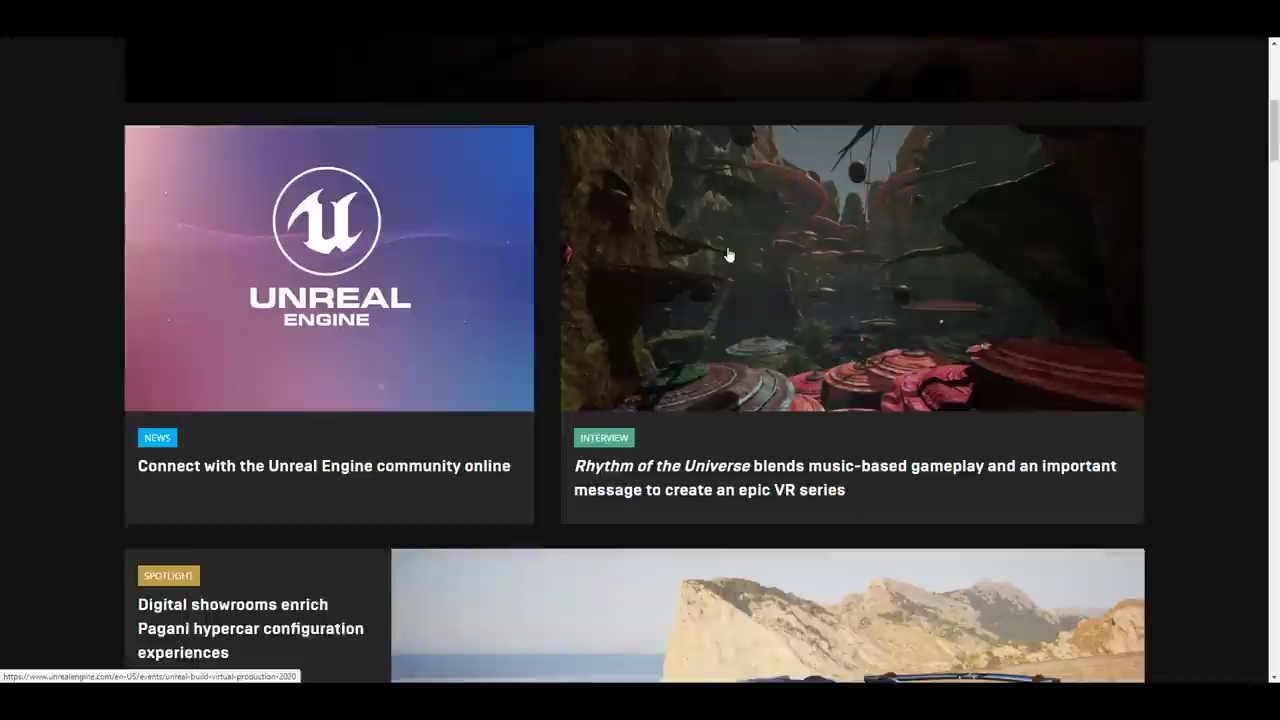 UNREAL
ENGINE
NEWS
Connect with the Unreal Engine community online
INTERVIEW
Rhythm of the Universe blends music-based gameplay and an important
message to create an epic VR series
SPOTLIGHT
Digital showrooms enrich
Pagani hypercar configuration
experiences
https://www.unrealengine.com/en-US/events/unreal-build-virtual-production-2020